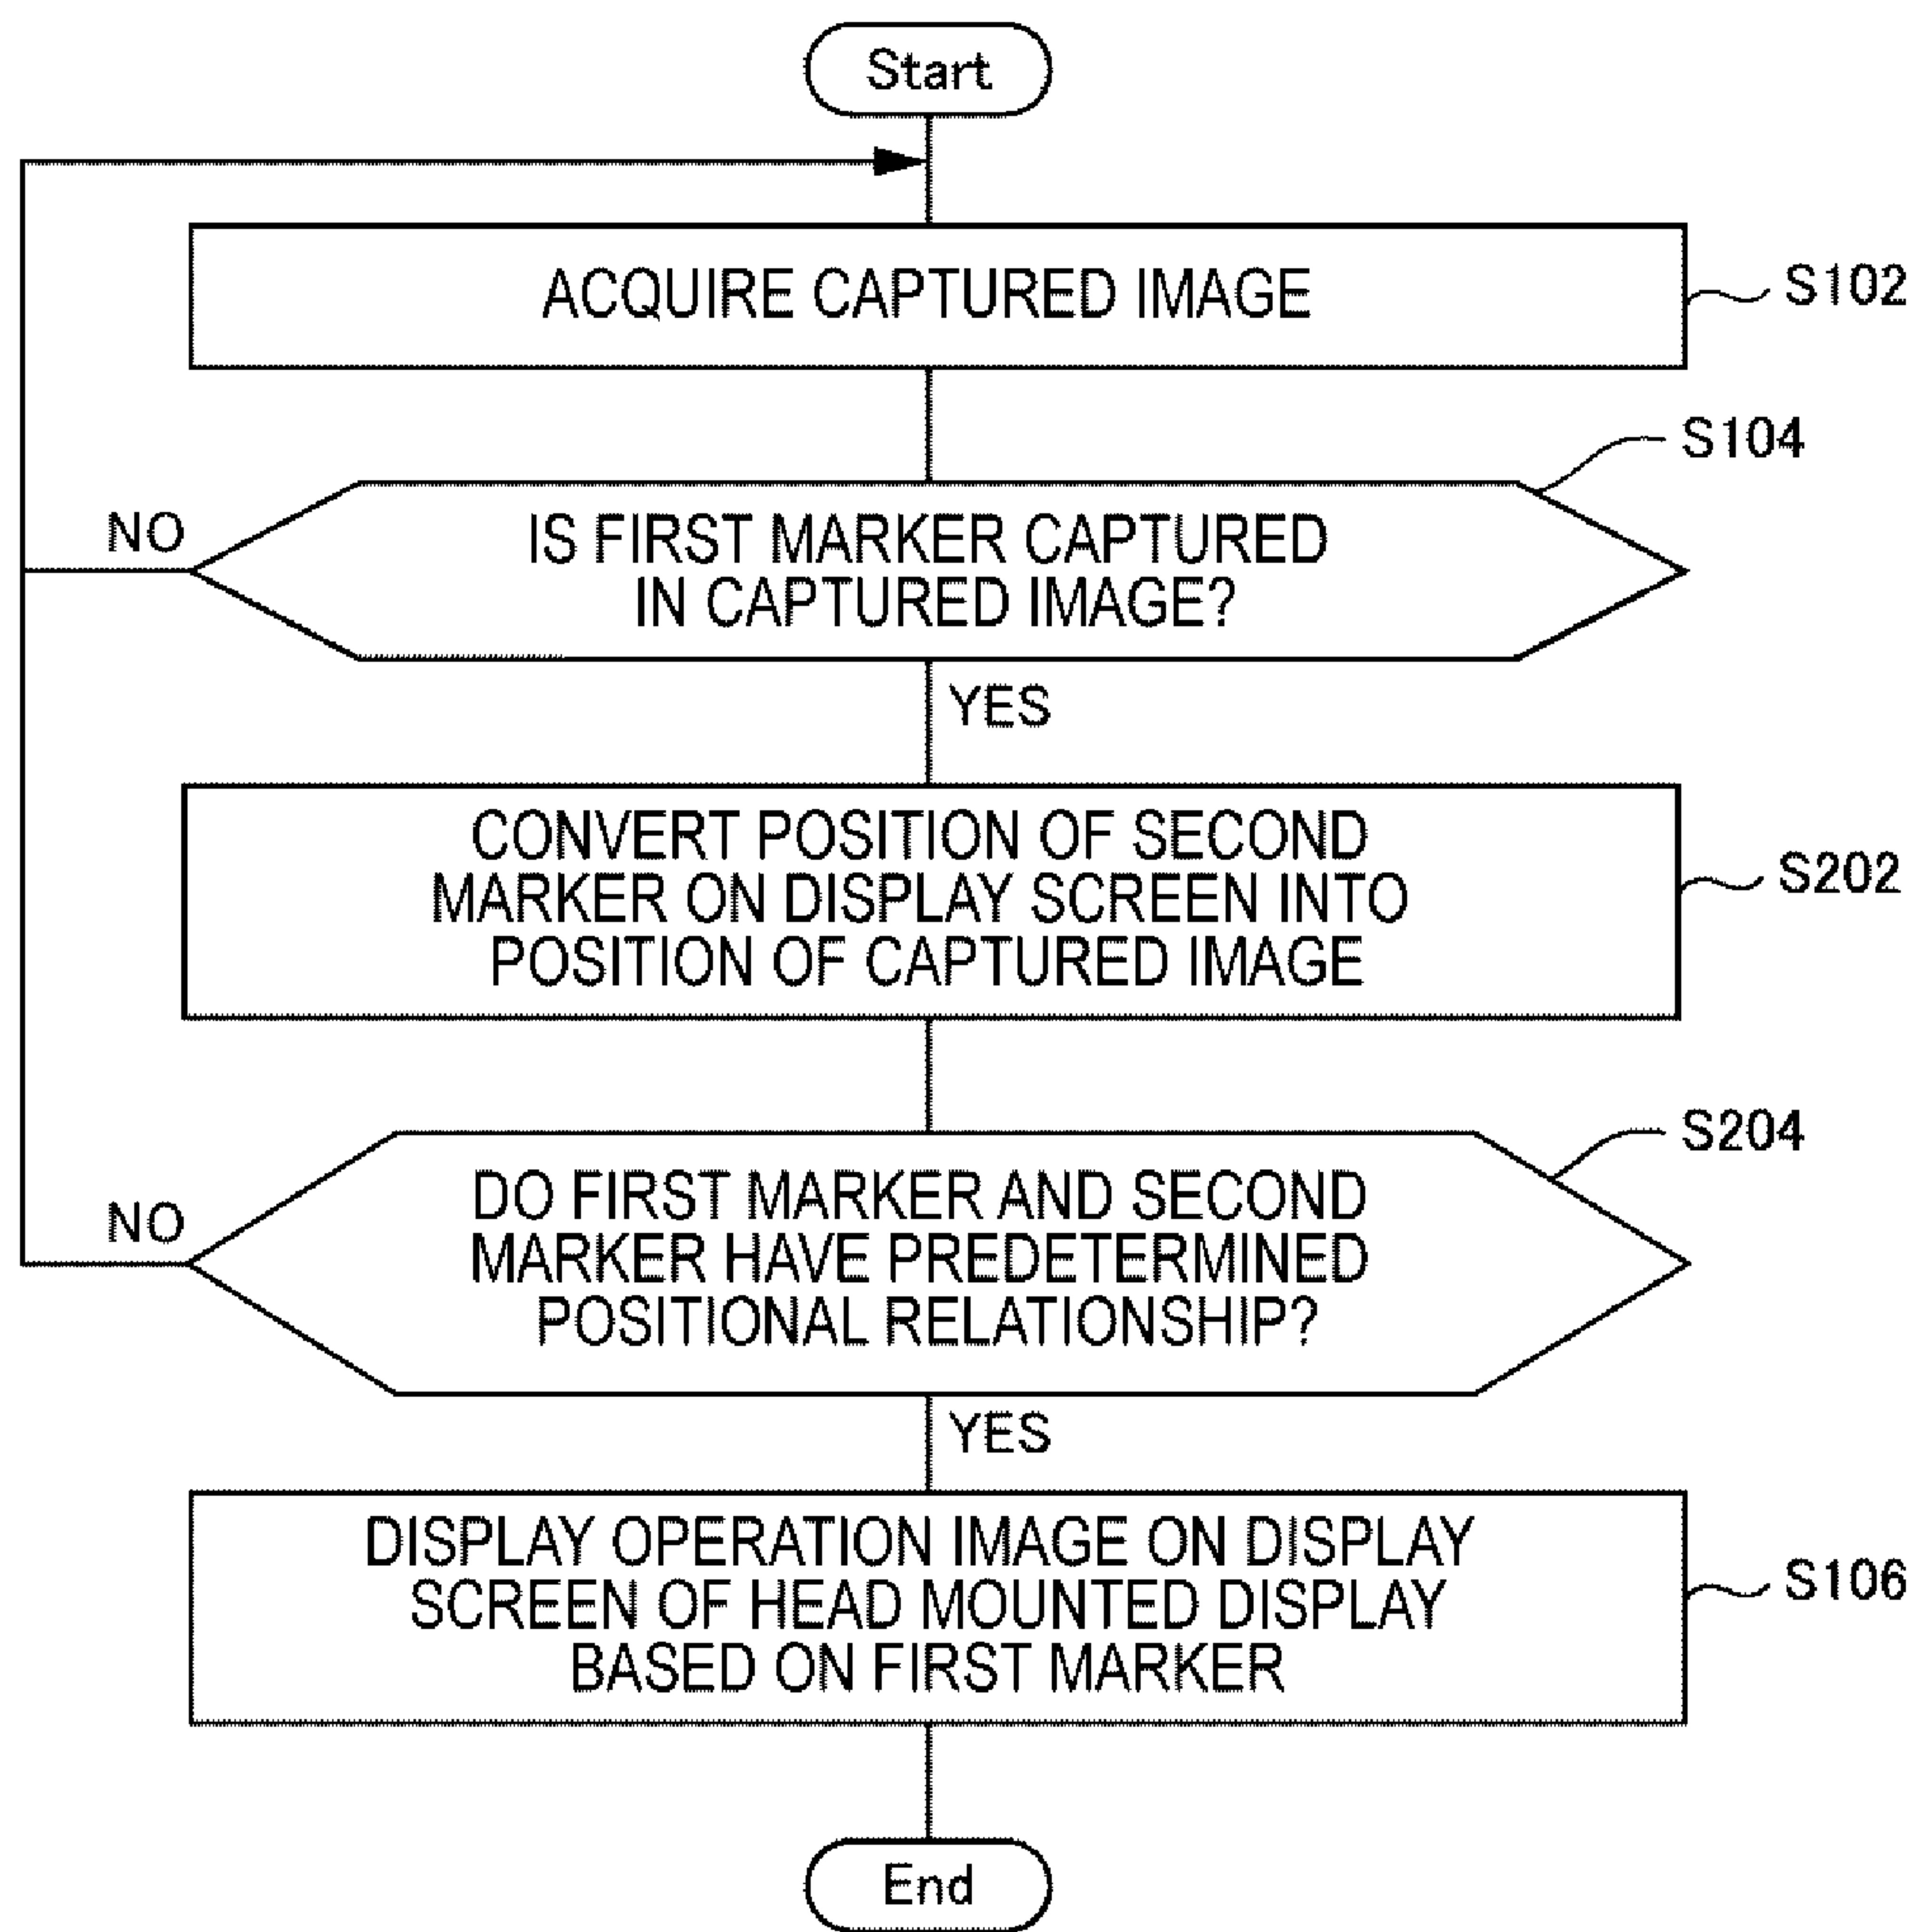 Start
ACQUIRE CAPTURED IMAGE
S102
S104
NO
IS FIRST MARKER CAPTURED
IN CAPTURED IMAGE?
YES
CONVERT POSITION OF SECOND
MARKER ON DISPLAY SCREEN INTO
POSITION OF CAPTURED IMAGE
S202
S204
NO
DO FIRST MARKER AND SECOND
MARKER HAVE PREDETERMINED
POSITIONAL RELATIONSHIP?
YES
DISPLAY OPERATION IMAGE ON DISPLAY
SCREEN OF HEAD MOUNTED DISPLAY
BASED ON FIRST MARKER
S106
End